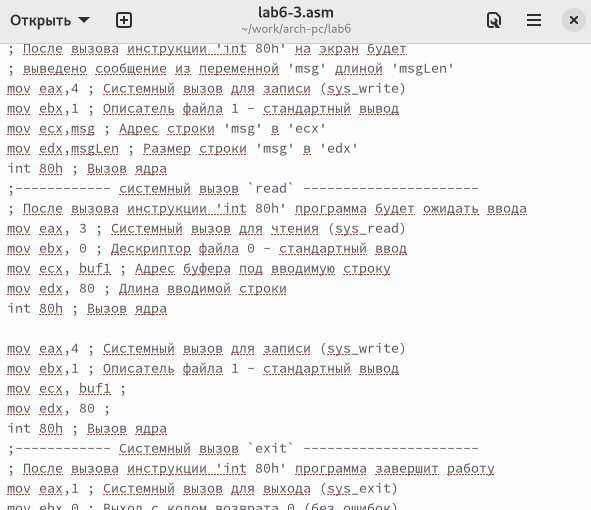 Открыть
lab6-3.asm
~/work/arch-pc/lab6
; После вызова инструкции 'int 80h' на экран будет
; выведено сообщение из переменной 'msg' длиной 'msgLen'
mov eax,4 ; Системный вызов для записи (sys_write)
mov ebx,1 ; Описатель файла 1 - стандартный вывод
mov ecx,msg ; Адрес строки 'msg' в 'ecx'
mov edx,msgLen ; Размер строки 'msg' в 'edx'
int 80h ; Вызов ядра
;------------ системный вызов `read` ----------------------
; После вызова инструкции 'int 80h' программа будет ожидать ввода
mov eax, 3 ; Системный вызов для чтения (sys_read)
mov ebx, 0 ; Дескриптор файла 0 - стандартный ввод
mov ecx, buf1 ; Адрес буфера под вводимую строку
mov edx, 80 ; Длина вводимой строки
int 80h ; Вызов ядра
mov eax,4 ; Системный вызов для записи (sys_write)
mov ebx,1 ; Описатель файла 1 - стандартный вывод
mov ecx, buf1 ;
mov edx, 80 ;
int 80h ; Вызов ядра
;------------ Системный вызов `exit` ----------------------
; После вызова инструкции 'int 80h' программа завершит работу
mov eax,1 ; Системный вызов для выхода (sys_exit)
mov ebx,0 ; Выход с кодом возврата 0 (без ошибок)